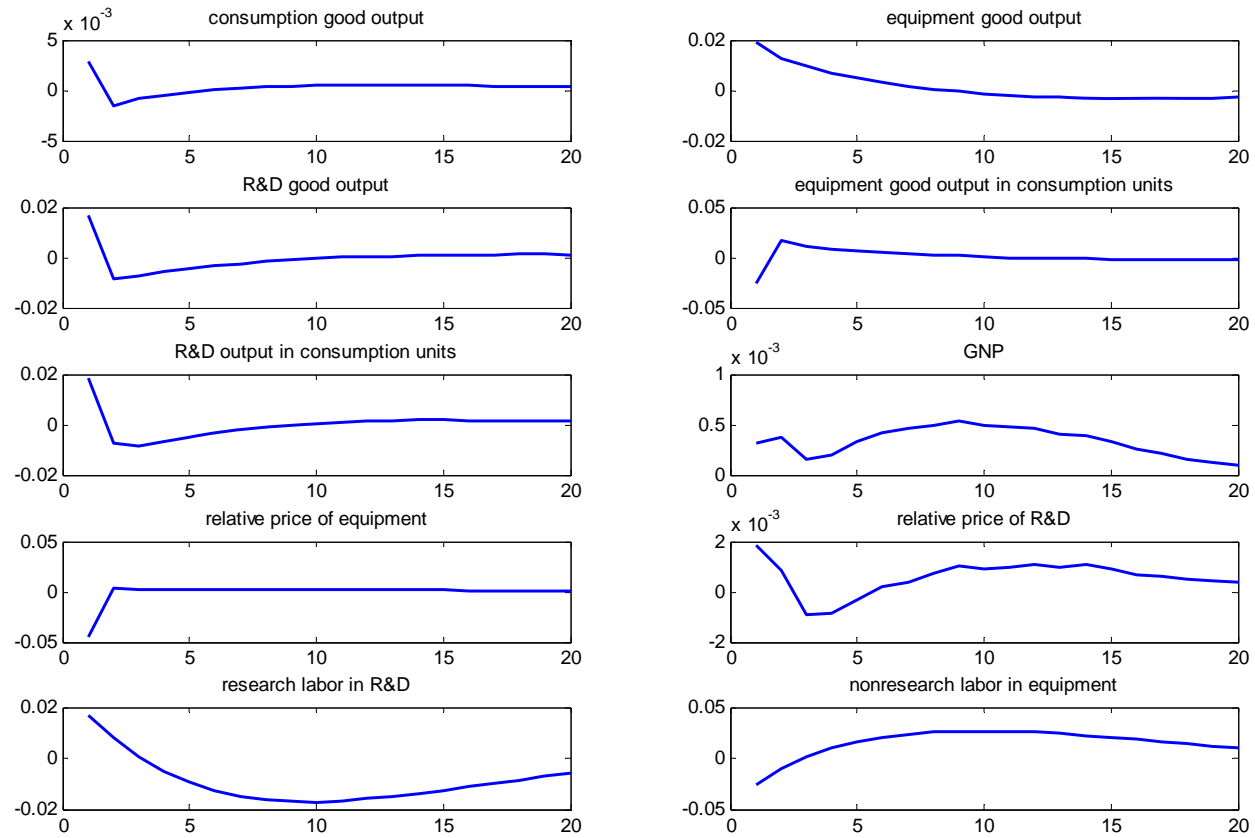 consumption good output
x 10-3
5
0
-5
0 5 10 15 20
equipment good output
0.02
0
-0.02
0 5 10 15 20
R&D good output
0.02
0
-0.02
0 5 10 15 20
equipment good output in consumption units
0.05
0
-0.05
0 5 10 15 20
R&D output in consumption units
0.02
0
-0.02
0 5 10 15 20
GNP
x 10-3
1
0.5
0
0 5 10 15 20
relative price of equipment
0.05
0
-0.05
0 5 10 15 20
relative price of R&D
x 10-3
2
0
-2
0 5 10 15 20
research labor in R&D
0.02
0
-0.02
0 5 10 15 20
nonresearch labor in equipment
0.05
0
-0.05
0 5 10 15 20